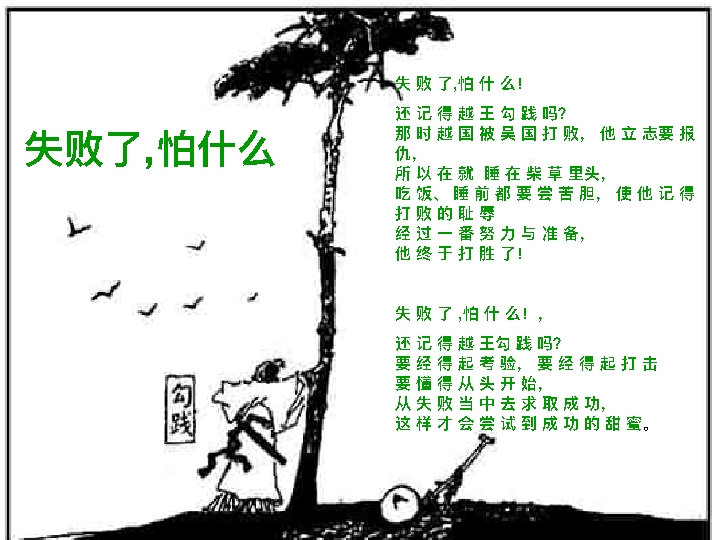 失败了,怕什么
失败了,怕什么!
还记得越王勾践吗?
那时越国被吴国打败, 他立志要报
仇,
所以在就 睡在柴草里头,
吃饭、睡前都要尝苦胆, 使他记得
打败的耻辱
经过一番努力与准备,
他终于打胜了!
失败了,怕什么! ,
还记得越王勾践吗?
要经得起考验, 要经得起打击
要懂得从头开始,
从失败当中去求取成功,
这样才会尝试到成功的甜蜜。
勾践